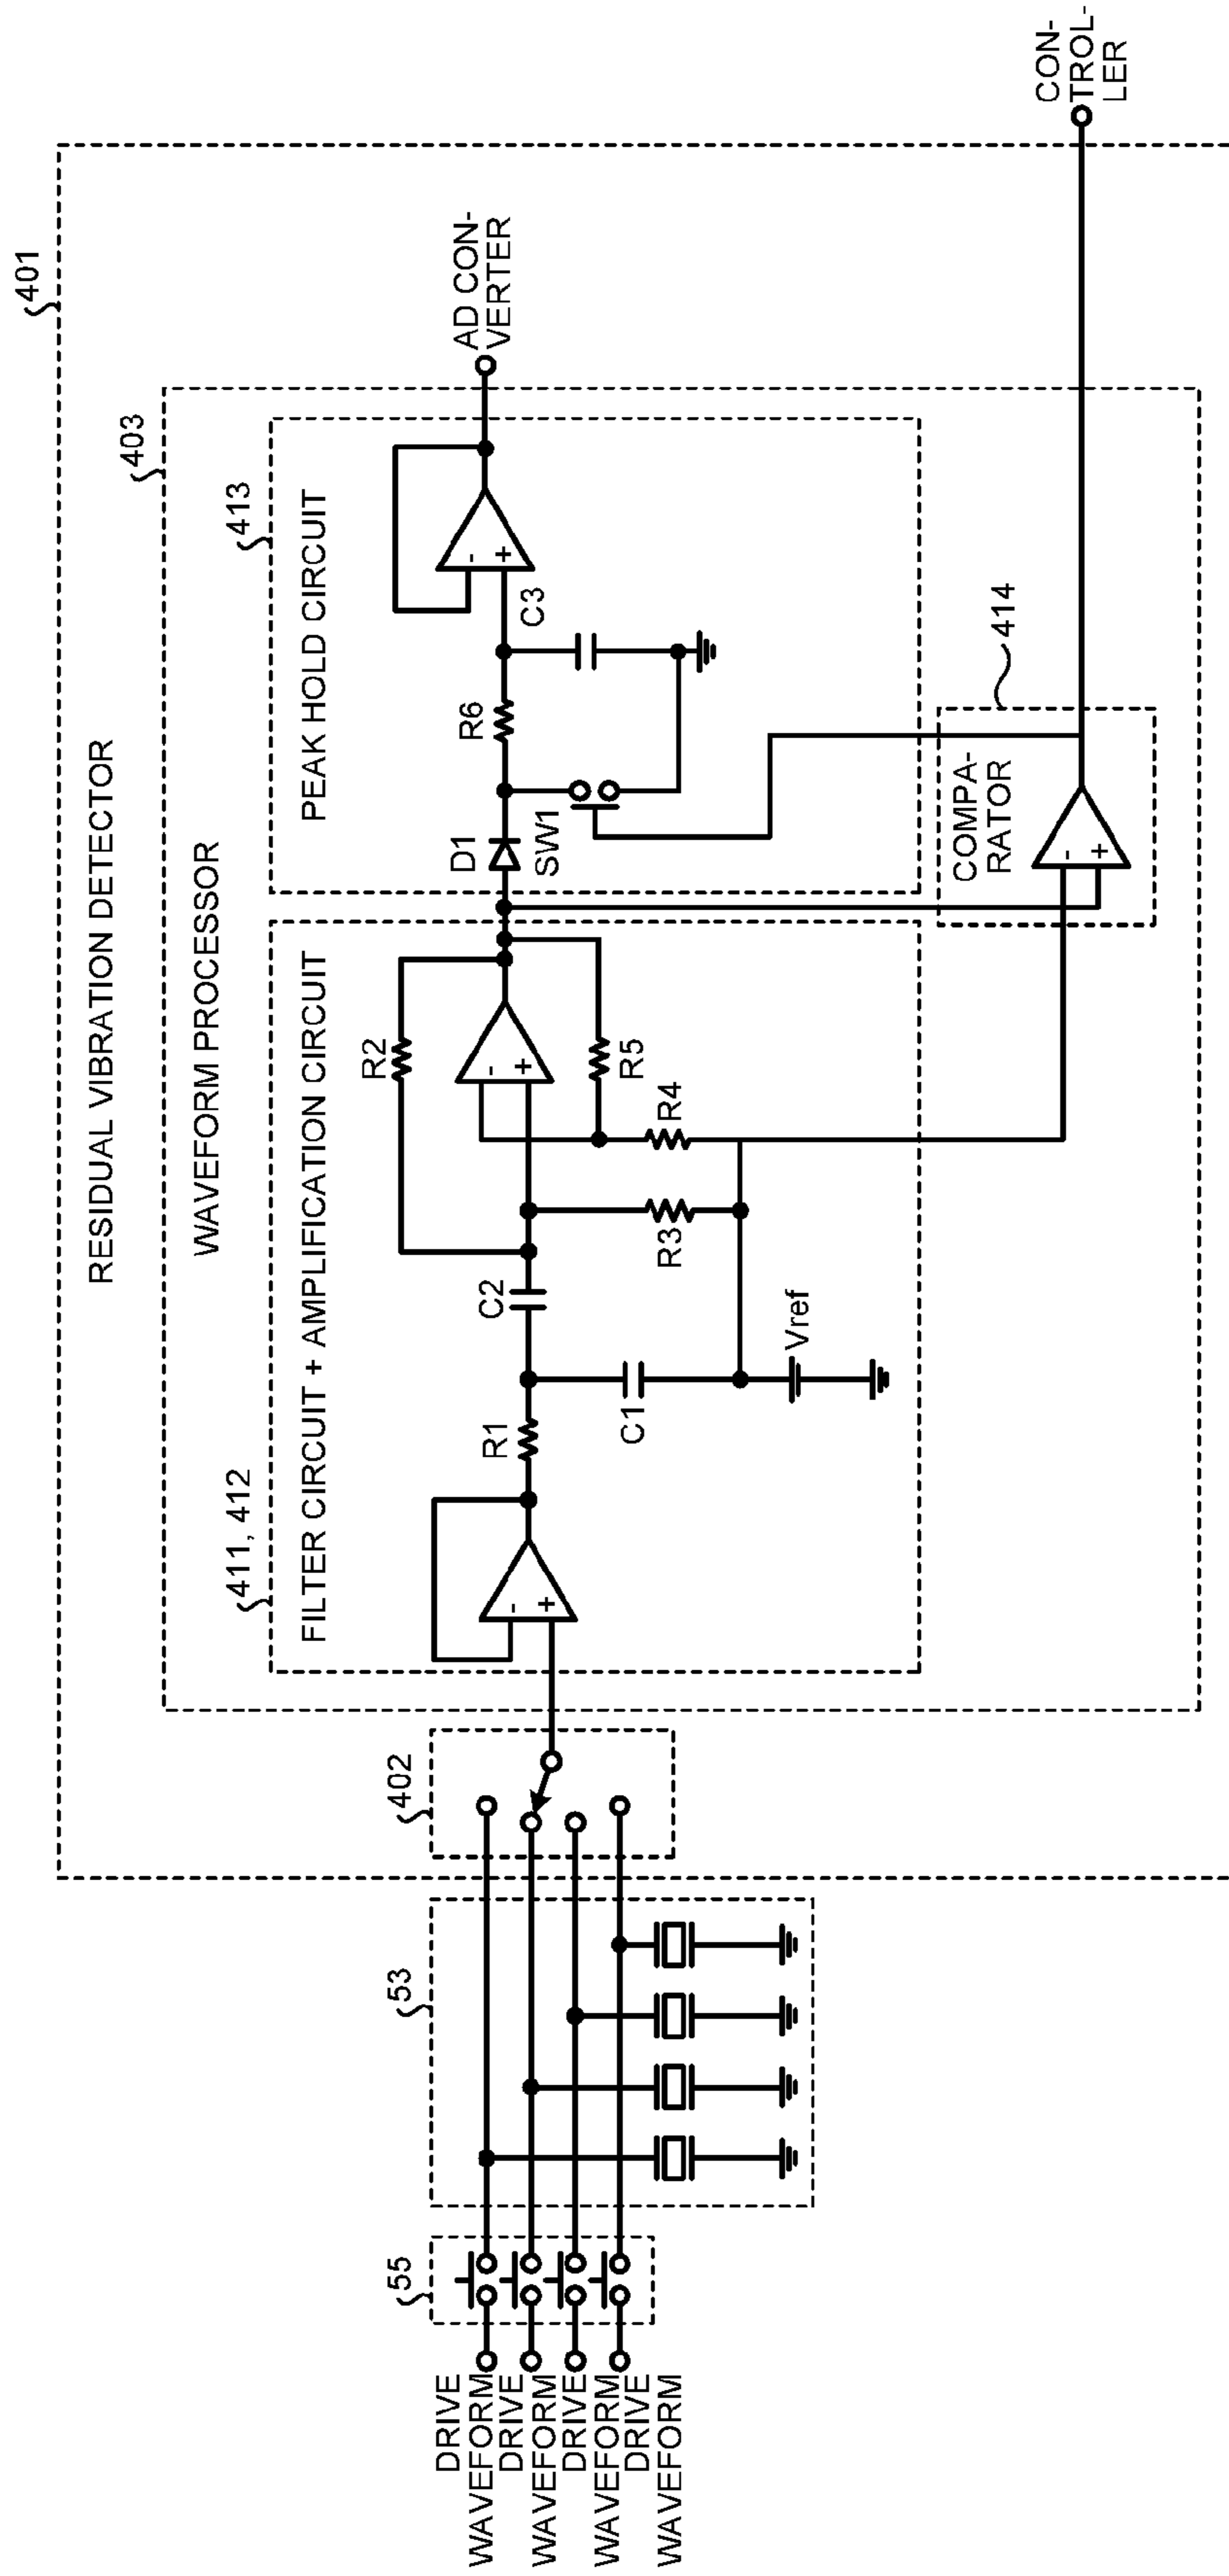 401
RESIDUAL VIBRATION DETECTOR
403
WAVEFORM PROCESSOR
411, 412
FILTER CIRCUIT + AMPLIFICATION CIRCUIT
413
PEAK HOLD CIRCUIT
55
53
402
DRIVE
WAVEFORM
DRIVE
WAVEFORM
DRIVE
WAVEFORM
DRIVE
WAVEFORM
-
+
R1
C1
C2
R2
-
+
R3
R4
R5
Vref
D1
SW1
R6
C3
-
+
AD CON-
VERTER
414
COMPA-
RATOR
-
+
CON-
TROL-
LER